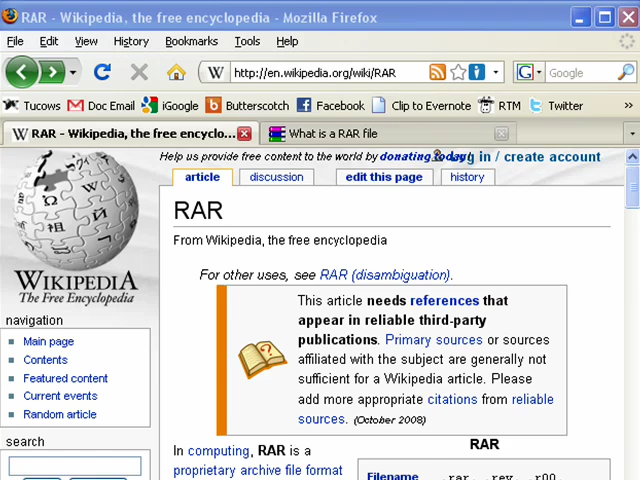 RAR - Wikipedia, the free encyclopedia - Mozilla Firefox
File Edit View History Bookmarks Tools Help
W http://en.wikipedia.org/wiki/RAR G Google
Tucows Doc Email iGoogle Butterscotch Facebook Clip to Evernote RTM Twitter »
W RAR - Wikipedia, the free encyclo... What is a RAR file
Help us provide free content to the world by donating today! log in / create account
article discussion edit this page history
RAR
From Wikipedia, the free encyclopedia
WIKIPEDIA
The Free Encyclopedia
For other uses, see RAR (disambiguation).
This article needs references that
appear in reliable third-party
publications. Primary sources or sources
affiliated with the subject are generally not
sufficient for a Wikipedia article. Please
add more appropriate citations from reliable
sources. (October 2008)
navigation
Main page
Contents
Featured content
Current events
Random article
search
In computing, RAR is a
proprietary archive file format
RAR
Filename .rar, .rev, .r00,